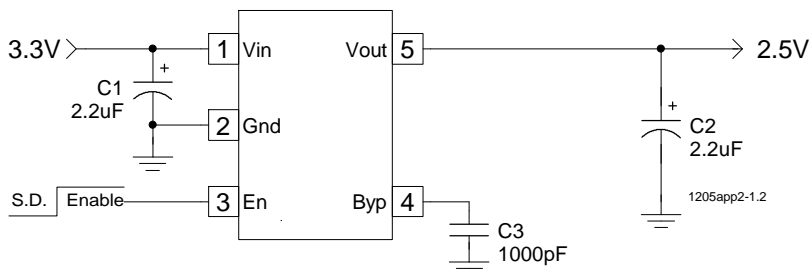 3.3V
1
Vin
Vout
5
2.5V
+
C1
2.2uF
2
Gnd
+
C2
2.2uF
S.D.
Enable
3
En
Byp
4
1205app2-1.2
C3
1000pF